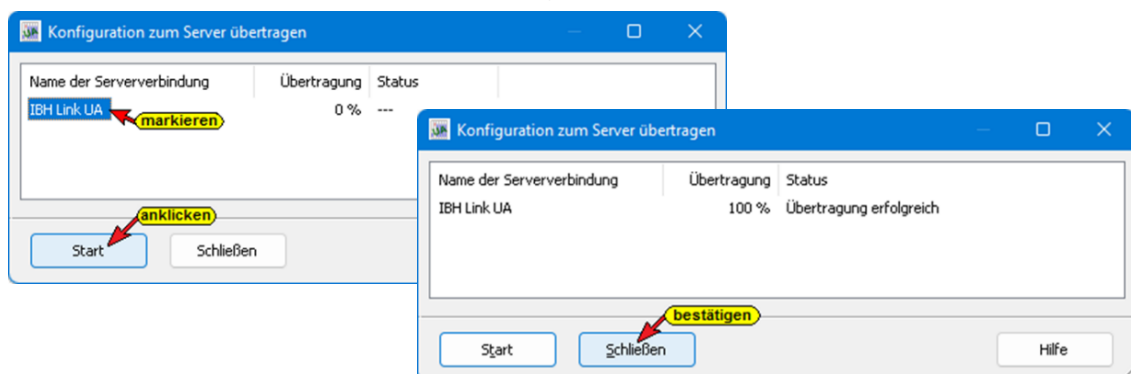 Konfiguration zum Server übertragen
Name der Serververbindung Übertragung Status
IBH Link UA 0 % ---
markieren
anklicken
Start Schließen
Konfiguration zum Server übertragen
Name der Serververbindung Übertragung Status
IBH Link UA 100 % Übertragung erfolgreich
bestätigen
Start Schließen Hilfe